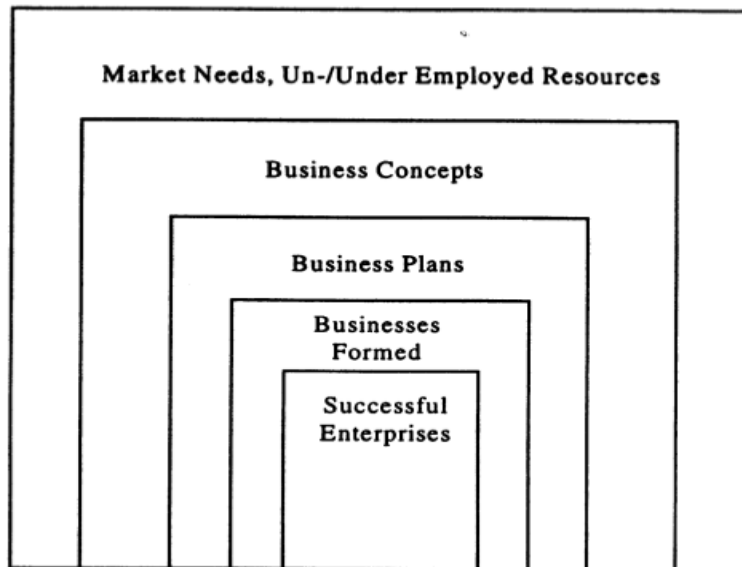 Market Needs, Un-/Under Employed Resources
Business Concepts
Business Plans
Businesses
Formed
Successful
Enterprises